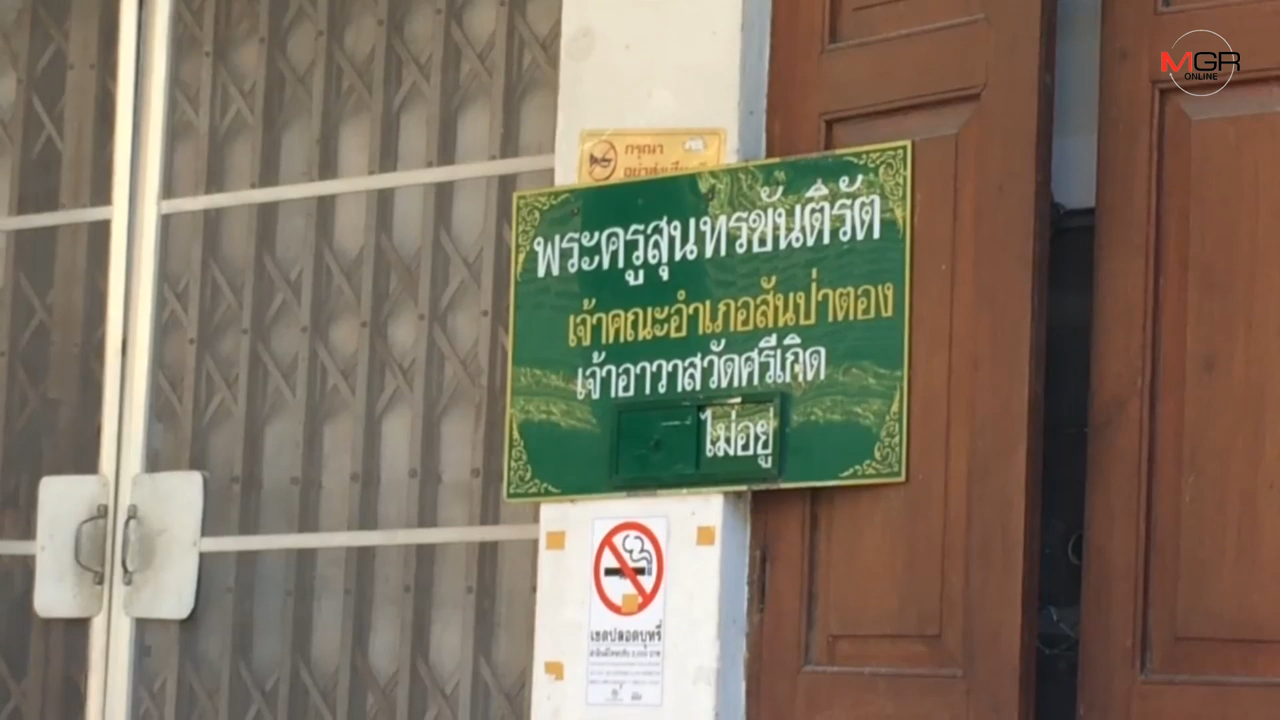 MGR
ONLINE
กรุณา
พระครูสุนทรขันติรัต
เจ้าคณะอำเภอสันป่าตอง
เจ้าอาวาสวัดศรีเกิด
ไม่อยู่
เขตปลอดบุหรี่